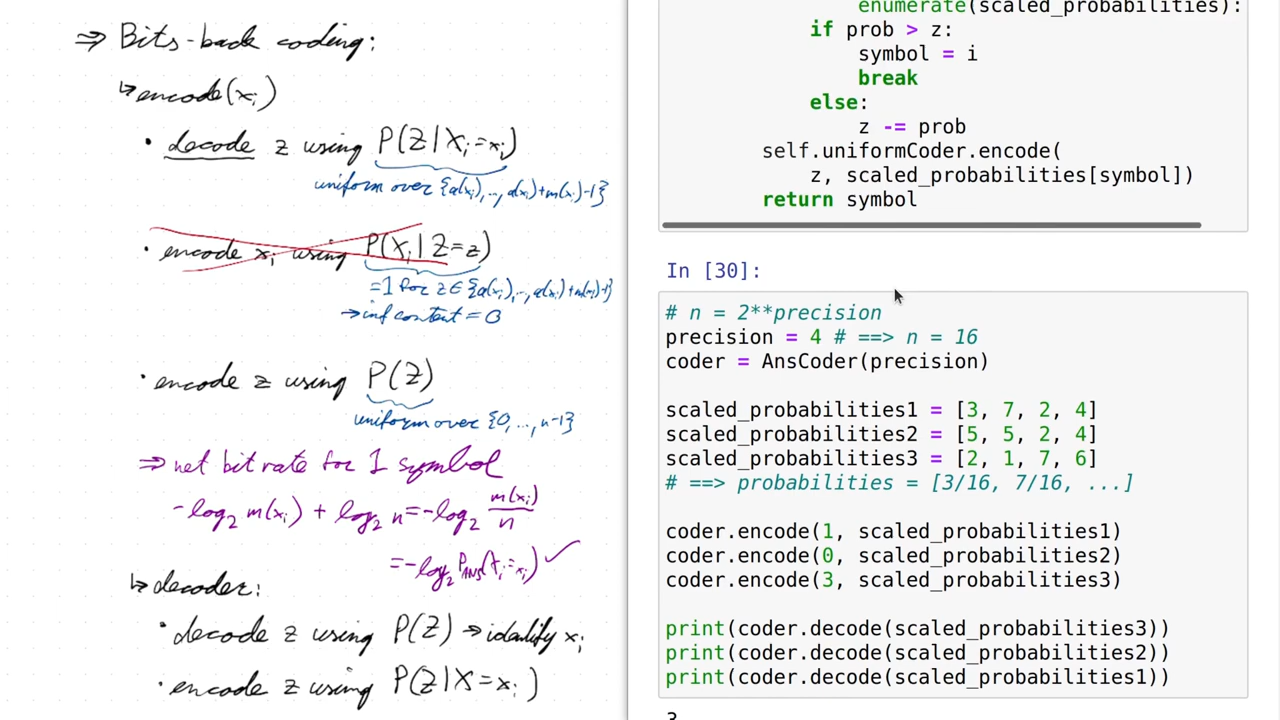 ⇒ Bits-back coding:
↳ encode(xᵢ)
• decode z using P(Z|Xᵢ=xᵢ)
uniform over {a(xᵢ),..,a(xᵢ)+m(xᵢ)-1}
• encode xᵢ using P(Xᵢ|Z=z)
=1 for z∈{a(xᵢ),..,a(xᵢ)+m(xᵢ)-1}
→ inf content = 0
• encode z using P(Z)
uniform over {0,...,n-1}
⇒ net bit rate for 1 symbol
-log₂ m(xᵢ) + log₂ n = -log₂ m(xᵢ)/n
= -log₂ P_ANS(Xᵢ=xᵢ) ✓
↳ decoder:
• decode z using P(Z) → identify xᵢ
• encode z using P(Z|X=xᵢ)
enumerate(scaled_probabilities):
if prob > z:
symbol = i
break
else:
z -= prob
self.uniformCoder.encode(
z, scaled_probabilities[symbol])
return symbol
In [30]:
# n = 2**precision
precision = 4 # ==> n = 16
coder = AnsCoder(precision)
scaled_probabilities1 = [3, 7, 2, 4]
scaled_probabilities2 = [5, 5, 2, 4]
scaled_probabilities3 = [2, 1, 7, 6]
# ==> probabilities = [3/16, 7/16, ...]
coder.encode(1, scaled_probabilities1)
coder.encode(0, scaled_probabilities2)
coder.encode(3, scaled_probabilities3)
print(coder.decode(scaled_probabilities3))
print(coder.decode(scaled_probabilities2))
print(coder.decode(scaled_probabilities1))
3